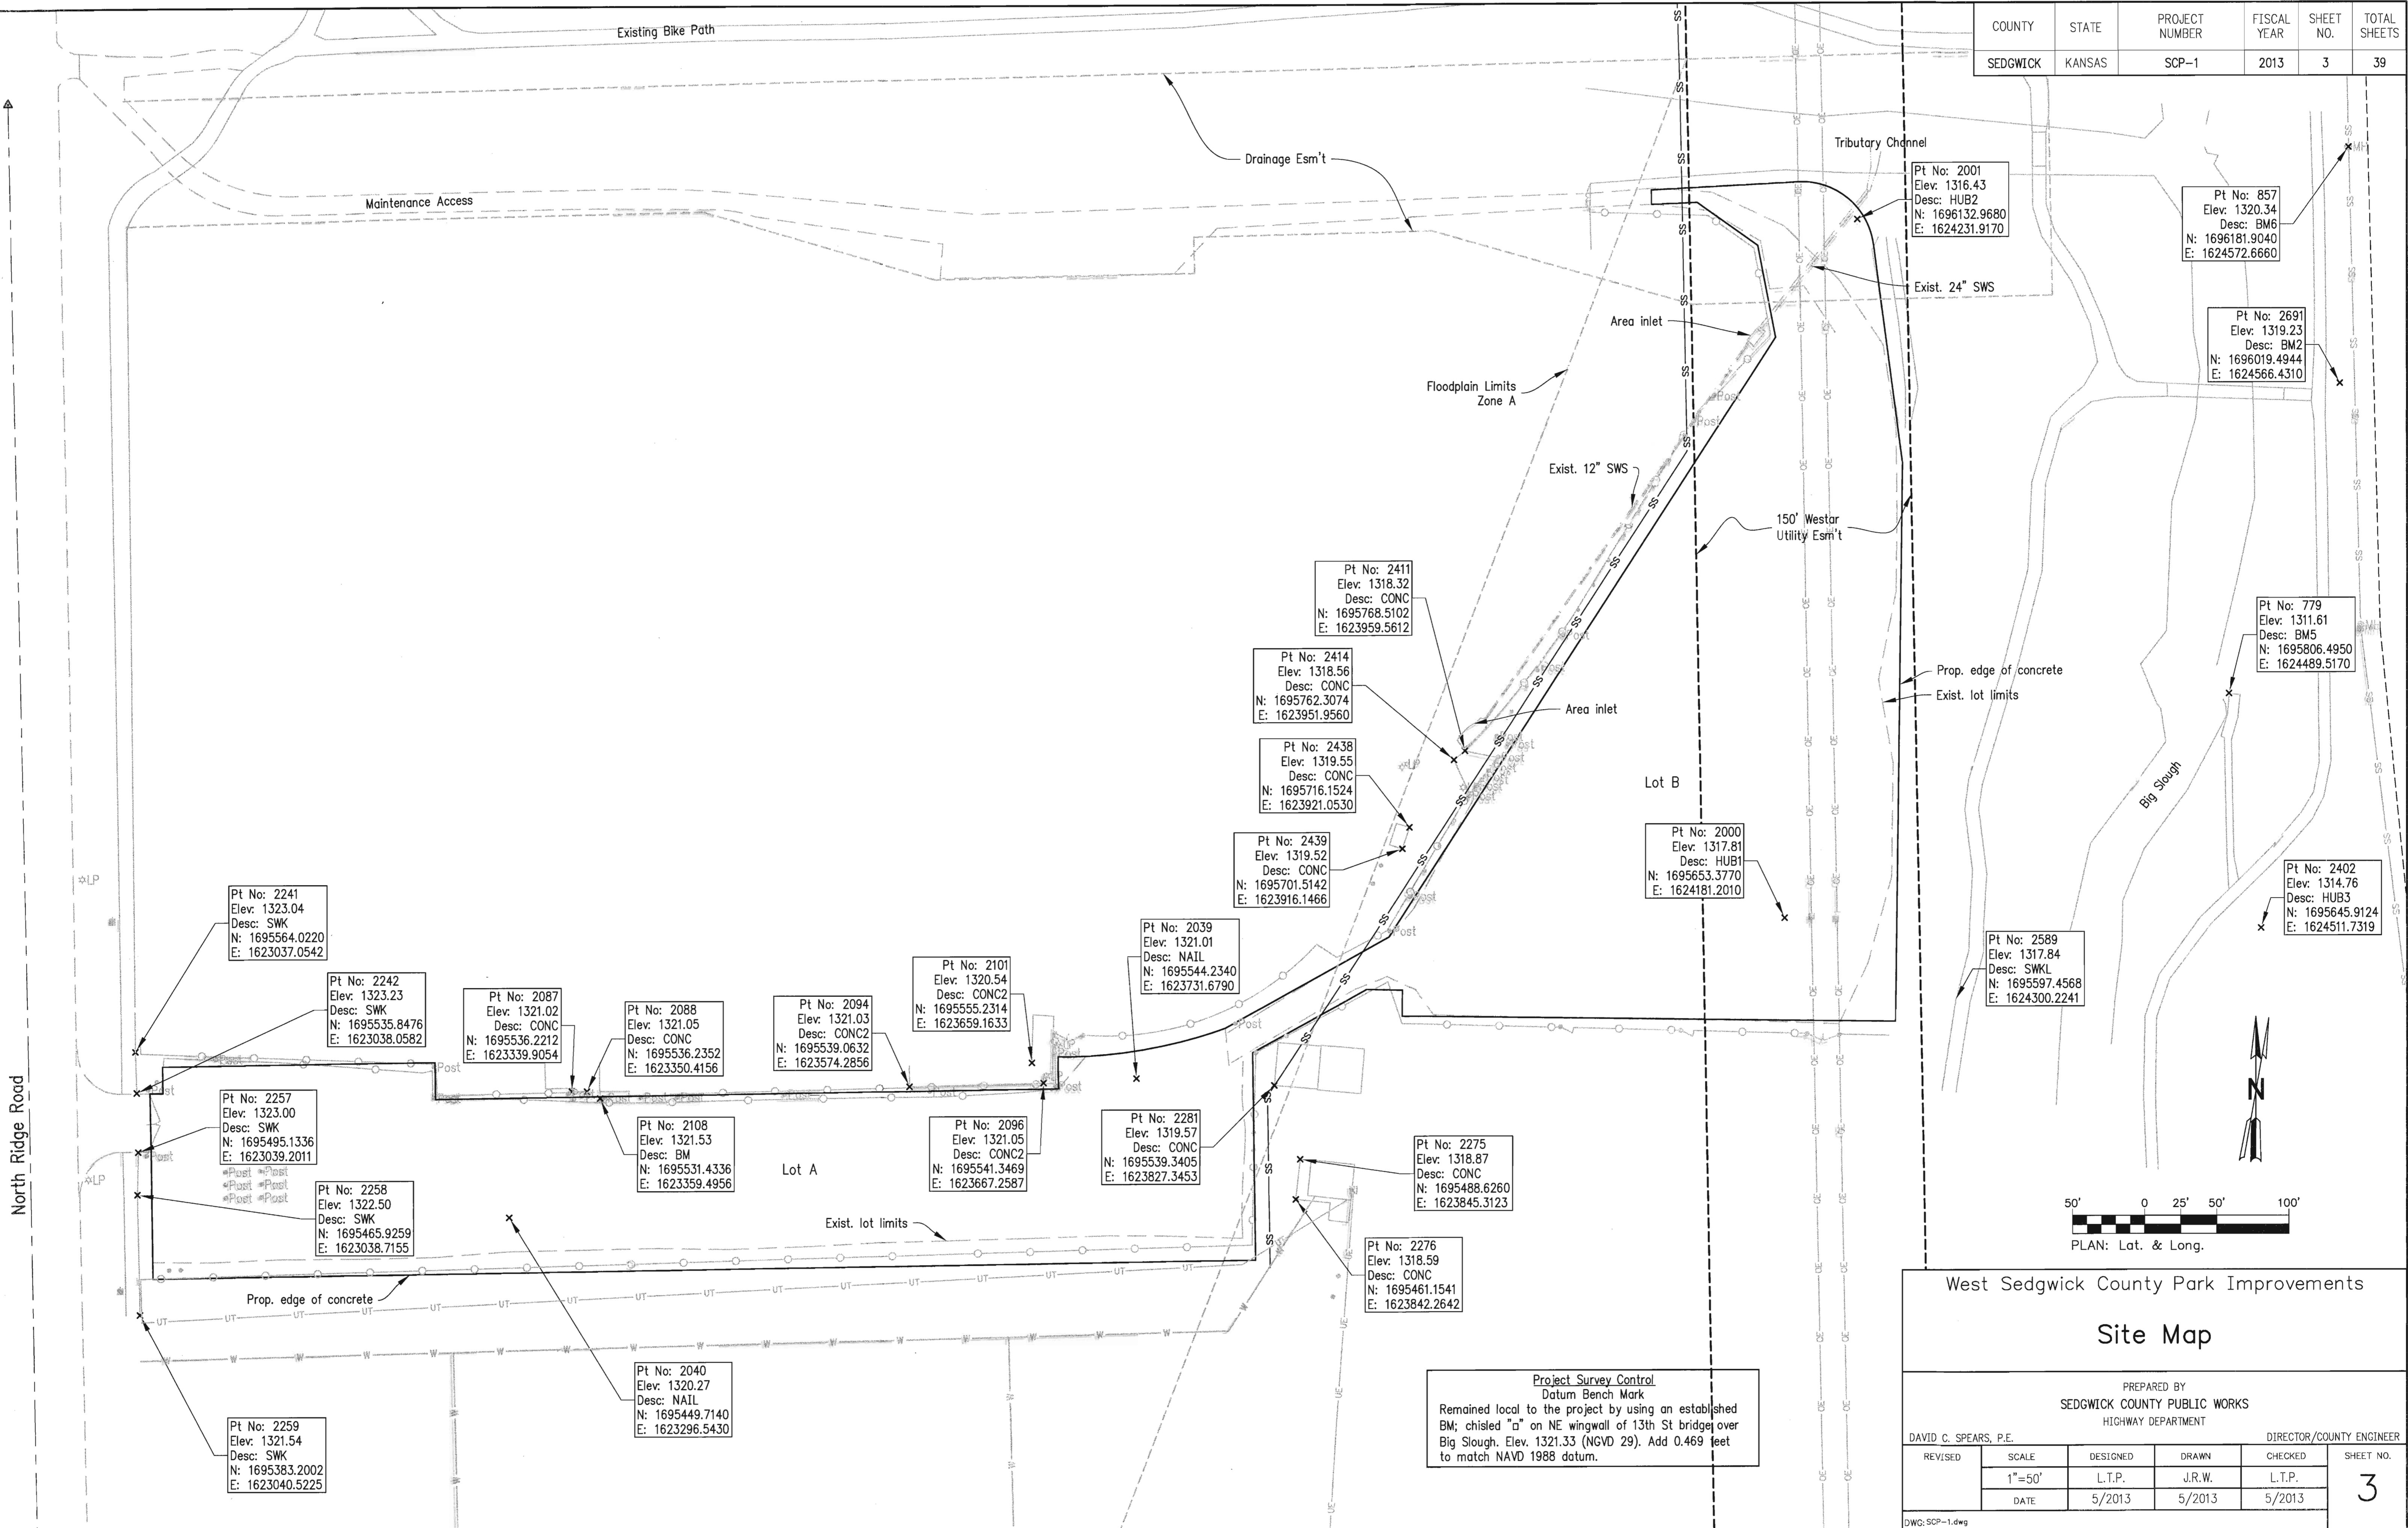 COUNTY STATE PROJECT NUMBER FISCAL YEAR SHEET NO. TOTAL SHEETS
SEDGWICK KANSAS SCP-1 2013 3 39
Existing Bike Path
Drainage Esm't
Maintenance Access
Tributary Channel
Pt No: 2001
Elev: 1316.43
Desc: HUB2
N: 1696132.9680
E: 1624231.9170
Pt No: 857
Elev: 1320.34
Desc: BM6
N: 1696181.9040
E: 1624572.6660
MH
Exist. 24" SWS
Area inlet
Pt No: 2691
Elev: 1319.23
Desc: BM2
N: 1696019.4944
E: 1624566.4310
Floodplain Limits
Zone A
Post
Post
Exist. 12" SWS
150' Westar
Utility Esm't
Pt No: 2411
Elev: 1318.32
Desc: CONC
N: 1695768.5102
E: 1623959.5612
Pt No: 779
Elev: 1311.61
Desc: BM5
N: 1695806.4950
E: 1624489.5170
Pt No: 2414
Elev: 1318.56
Desc: CONC
N: 1695762.3074
E: 1623951.9560
Prop. edge of concrete
Exist. lot limits
Area inlet
Pt No: 2438
Elev: 1319.55
Desc: CONC
N: 1695716.1524
E: 1623921.0530
Lot B
Big Slough
Pt No: 2439
Elev: 1319.52
Desc: CONC
N: 1695701.5142
E: 1623916.1466
Pt No: 2000
Elev: 1317.81
Desc: HUB1
N: 1695653.3770
E: 1624181.2010
Pt No: 2402
Elev: 1314.76
Desc: HUB3
N: 1695645.9124
E: 1624511.7319
LP
Pt No: 2241
Elev: 1323.04
Desc: SWK
N: 1695564.0220
E: 1623037.0542
Pt No: 2039
Elev: 1321.01
Desc: NAIL
N: 1695544.2340
E: 1623731.6790
Pt No: 2589
Elev: 1317.84
Desc: SWKL
N: 1695597.4568
E: 1624300.2241
Pt No: 2242
Elev: 1323.23
Desc: SWK
N: 1695535.8476
E: 1623038.0582
Pt No: 2087
Elev: 1321.02
Desc: CONC
N: 1695536.2212
E: 1623339.9054
Pt No: 2088
Elev: 1321.05
Desc: CONC
N: 1695536.2352
E: 1623350.4156
Pt No: 2094
Elev: 1321.03
Desc: CONC2
N: 1695539.0632
E: 1623574.2856
Pt No: 2101
Elev: 1320.54
Desc: CONC2
N: 1695555.2314
E: 1623659.1633
North Ridge Road
Pt No: 2257
Elev: 1323.00
Desc: SWK
N: 1695495.1336
E: 1623039.2011
Post Post
Post Post
Post Post
LP
Pt No: 2108
Elev: 1321.53
Desc: BM
N: 1695531.4336
E: 1623359.4956
Lot A
Pt No: 2096
Elev: 1321.05
Desc: CONC2
N: 1695541.3469
E: 1623667.2587
Pt No: 2281
Elev: 1319.57
Desc: CONC
N: 1695539.3405
E: 1623827.3453
Pt No: 2275
Elev: 1318.87
Desc: CONC
N: 1695488.6260
E: 1623845.3123
Pt No: 2258
Elev: 1322.50
Desc: SWK
N: 1695465.9259
E: 1623038.7155
Exist. lot limits
Pt No: 2276
Elev: 1318.59
Desc: CONC
N: 1695461.1541
E: 1623842.2642
Prop. edge of concrete
Pt No: 2040
Elev: 1320.27
Desc: NAIL
N: 1695449.7140
E: 1623296.5430
Pt No: 2259
Elev: 1321.54
Desc: SWK
N: 1695383.2002
E: 1623040.5225
N
50' 0 25' 50' 100'
PLAN: Lat. & Long.
Project Survey Control
Datum Bench Mark
Remained local to the project by using an established
BM; chisled "□" on NE wingwall of 13th St bridge over
Big Slough. Elev. 1321.33 (NGVD 29). Add 0.469 feet
to match NAVD 1988 datum.
West Sedgwick County Park Improvements
Site Map
PREPARED BY
SEDGWICK COUNTY PUBLIC WORKS
HIGHWAY DEPARTMENT
DAVID C. SPEARS, P.E. DIRECTOR/COUNTY ENGINEER
REVISED SCALE DESIGNED DRAWN CHECKED SHEET NO.
1"=50' L.T.P. J.R.W. L.T.P. 3
DATE 5/2013 5/2013 5/2013
DWG: SCP-1.dwg